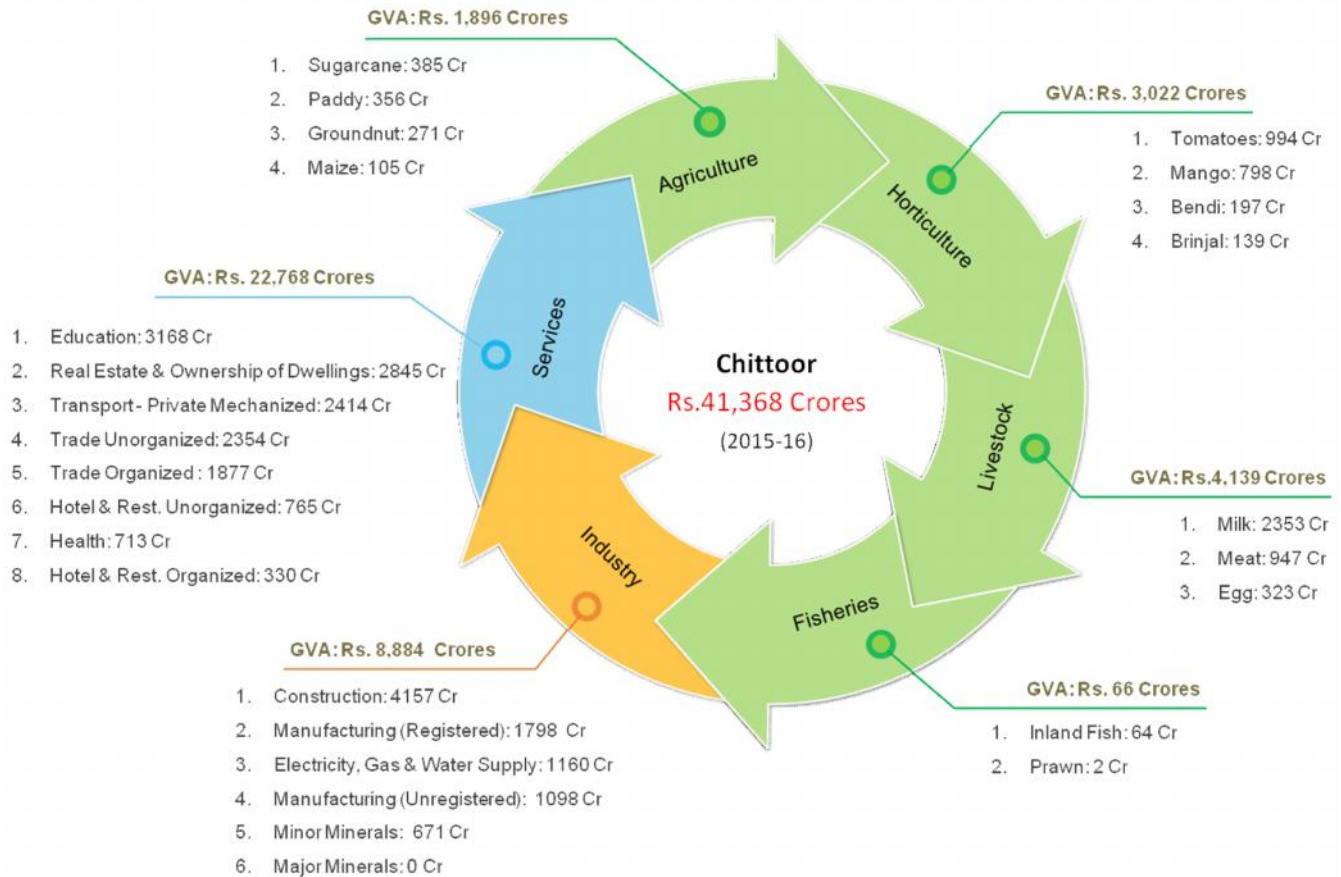 GVA: Rs. 1,896 Crores
1. Sugarcane: 385 Cr
2. Paddy: 356 Cr
3. Groundnut: 271 Cr
4. Maize: 105 Cr
Agriculture
GVA: Rs. 3,022 Crores
1. Tomatoes: 994 Cr
2. Mango: 798 Cr
3. Bendi: 197 Cr
4. Brinjal: 139 Cr
Horticulture
GVA: Rs. 22,768 Crores
1. Education: 3168 Cr
2. Real Estate & Ownership of Dwellings: 2845 Cr
3. Transport - Private Mechanized: 2414 Cr
4. Trade Unorganized: 2354 Cr
5. Trade Organized : 1877 Cr
6. Hotel & Rest. Unorganized: 765 Cr
7. Health: 713 Cr
8. Hotel & Rest. Organized: 330 Cr
Services
Chittoor
Rs.41,368 Crores
(2015-16)
Livestock
GVA: Rs.4,139 Crores
1. Milk: 2353 Cr
2. Meat: 947 Cr
3. Egg: 323 Cr
Industry
GVA: Rs. 8,884 Crores
1. Construction: 4157 Cr
2. Manufacturing (Registered): 1798 Cr
3. Electricity, Gas & Water Supply: 1160 Cr
4. Manufacturing (Unregistered): 1098 Cr
5. Minor Minerals: 671 Cr
6. Major Minerals: 0 Cr
Fisheries
GVA: Rs. 66 Crores
1. Inland Fish: 64 Cr
2. Prawn: 2 Cr